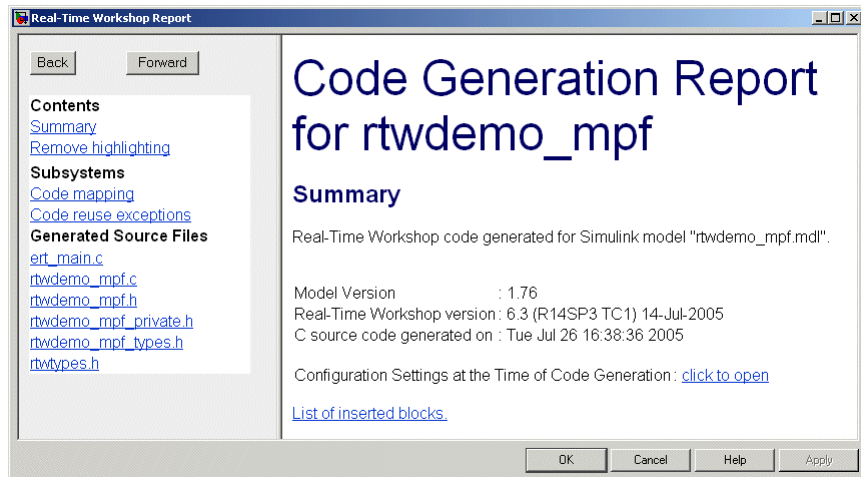 Real-Time Workshop Report
Back
Forward
Contents
Summary
Remove highlighting
Subsystems
Code mapping
Code reuse exceptions
Generated Source Files
ert_main.c
rtwdemo_mpf.c
rtwdemo_mpf.h
rtwdemo_mpf_private.h
rtwdemo_mpf_types.h
rtwtypes.h
Code Generation Report
for rtwdemo_mpf
Summary
Real-Time Workshop code generated for Simulink model "rtwdemo_mpf.mdl".
Model Version : 1.76
Real-Time Workshop version : 6.3 (R14SP3 TC1) 14-Jul-2005
C source code generated on : Tue Jul 26 16:38:36 2005
Configuration Settings at the Time of Code Generation : click to open
List of inserted blocks.
OK
Cancel
Help
Apply